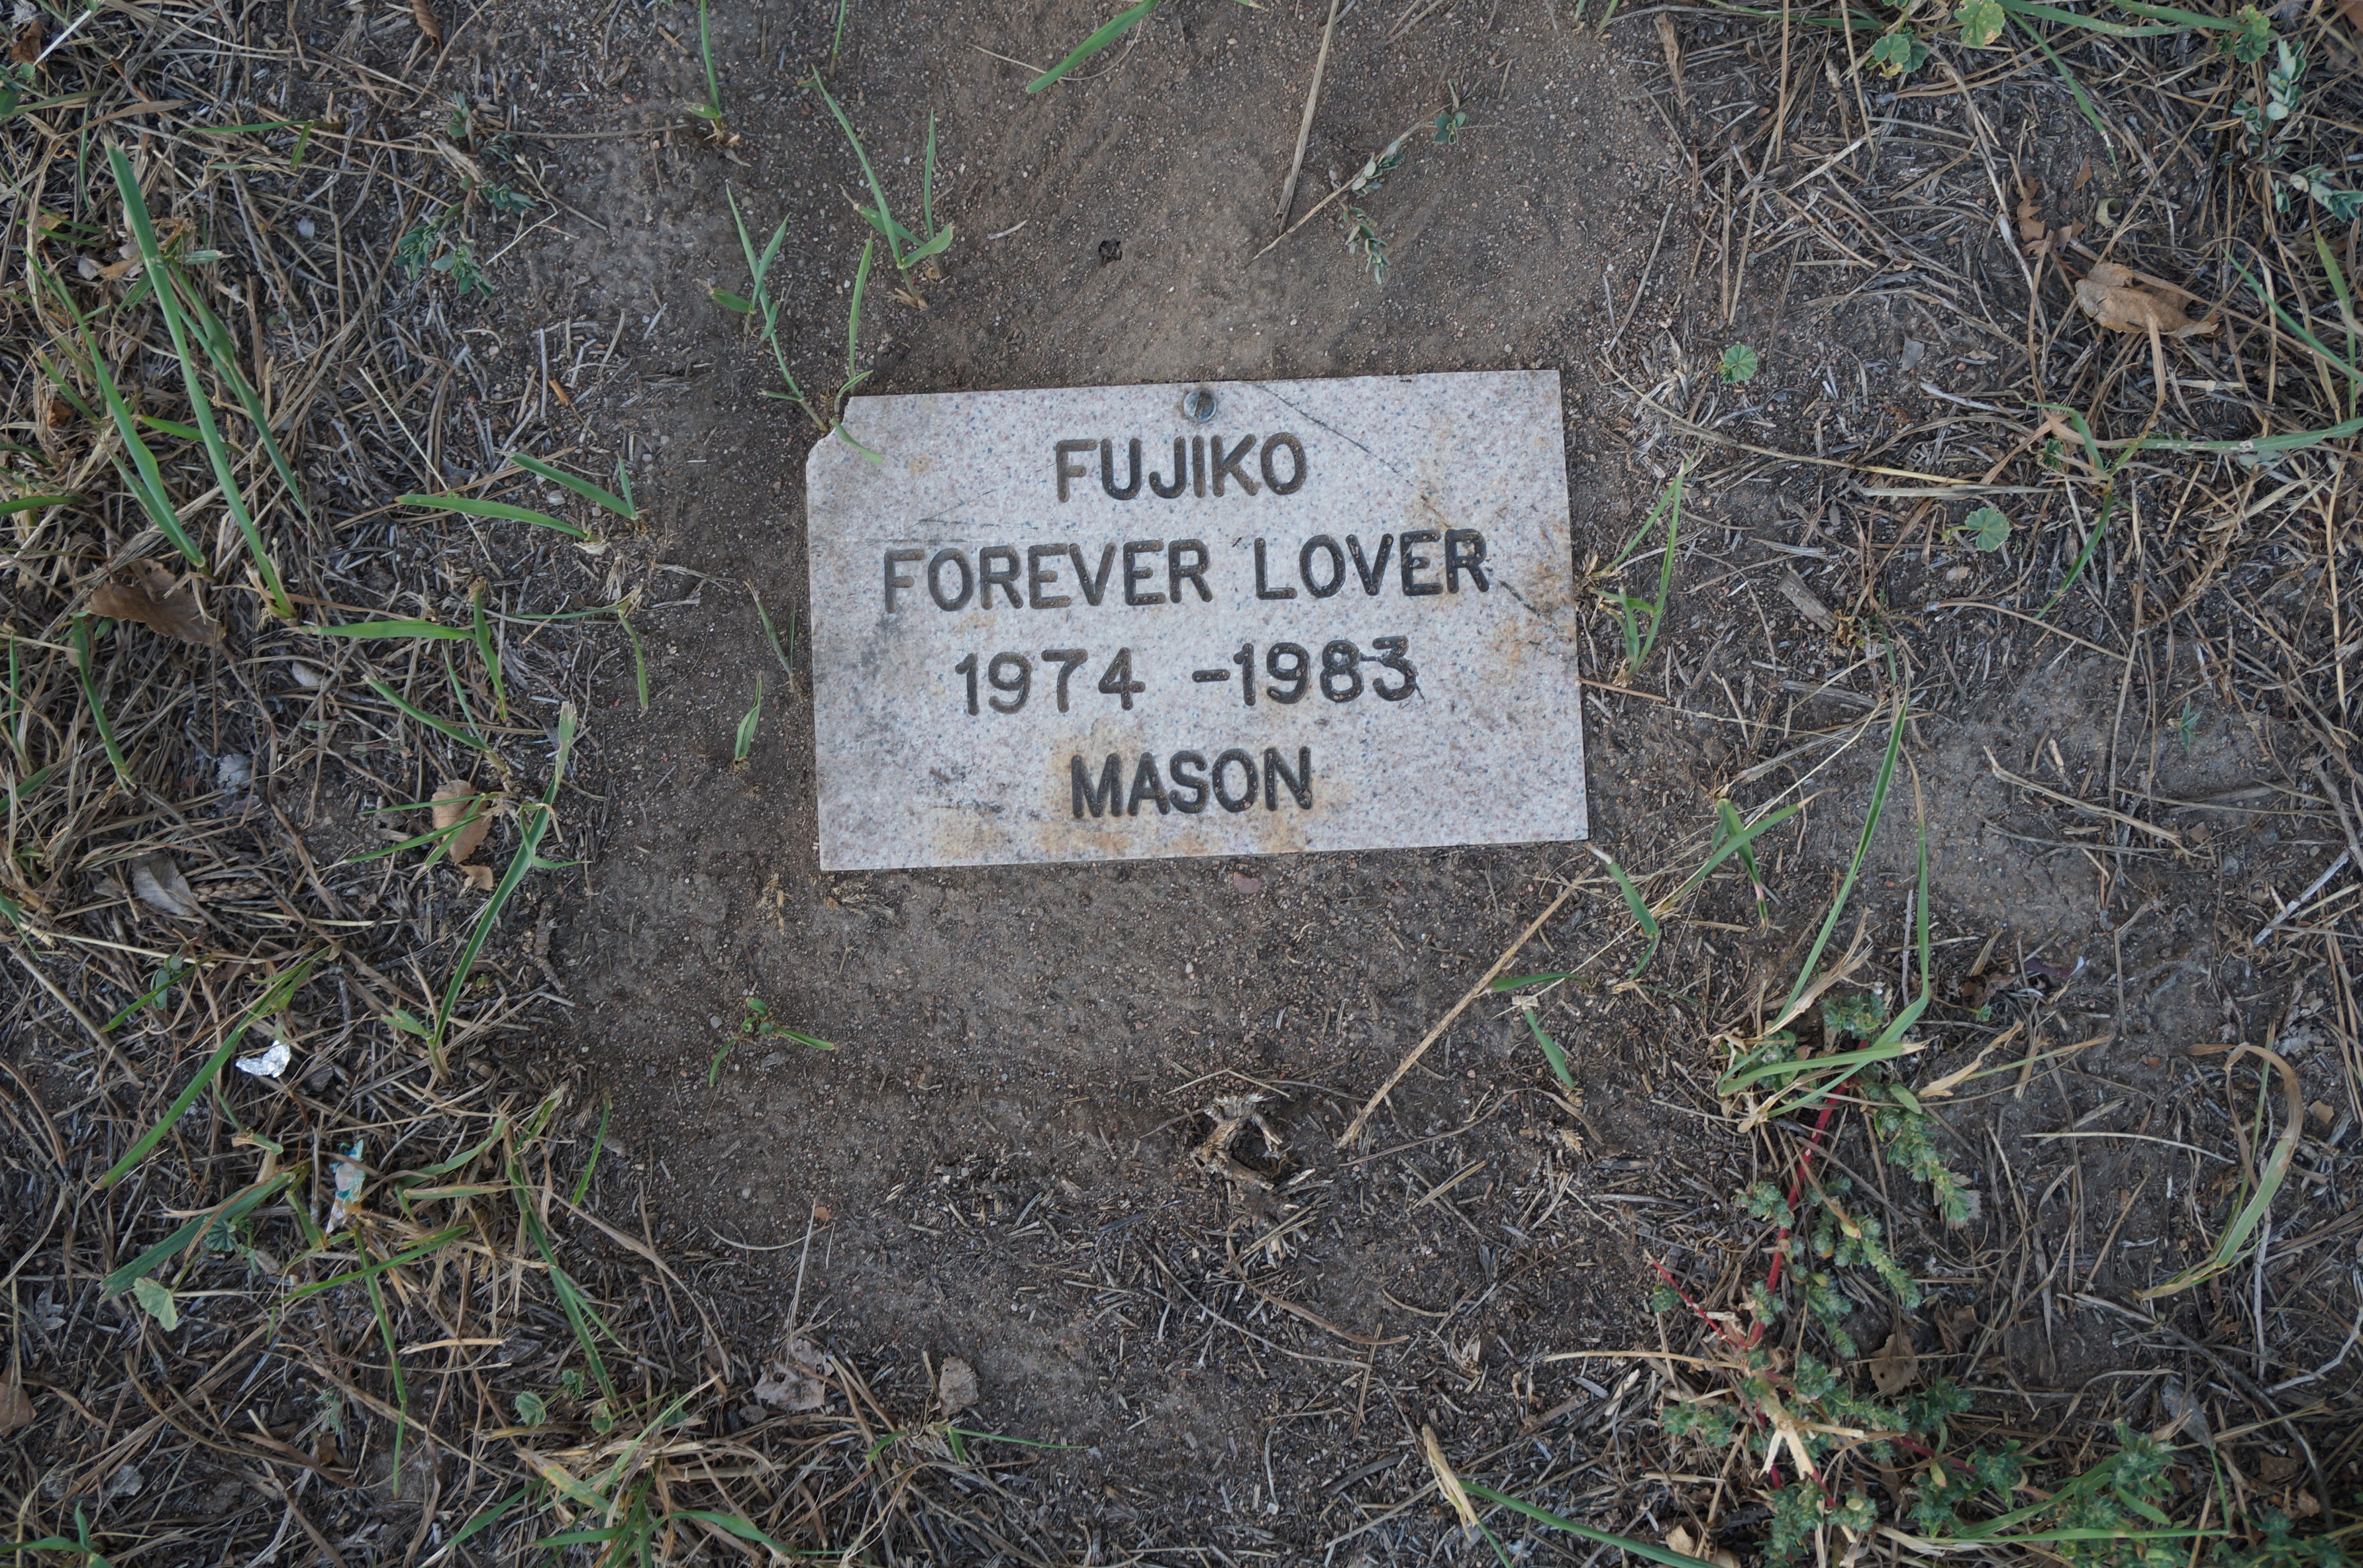 FUJIKO
FOREVER LOVER
1974 -1983
MASON